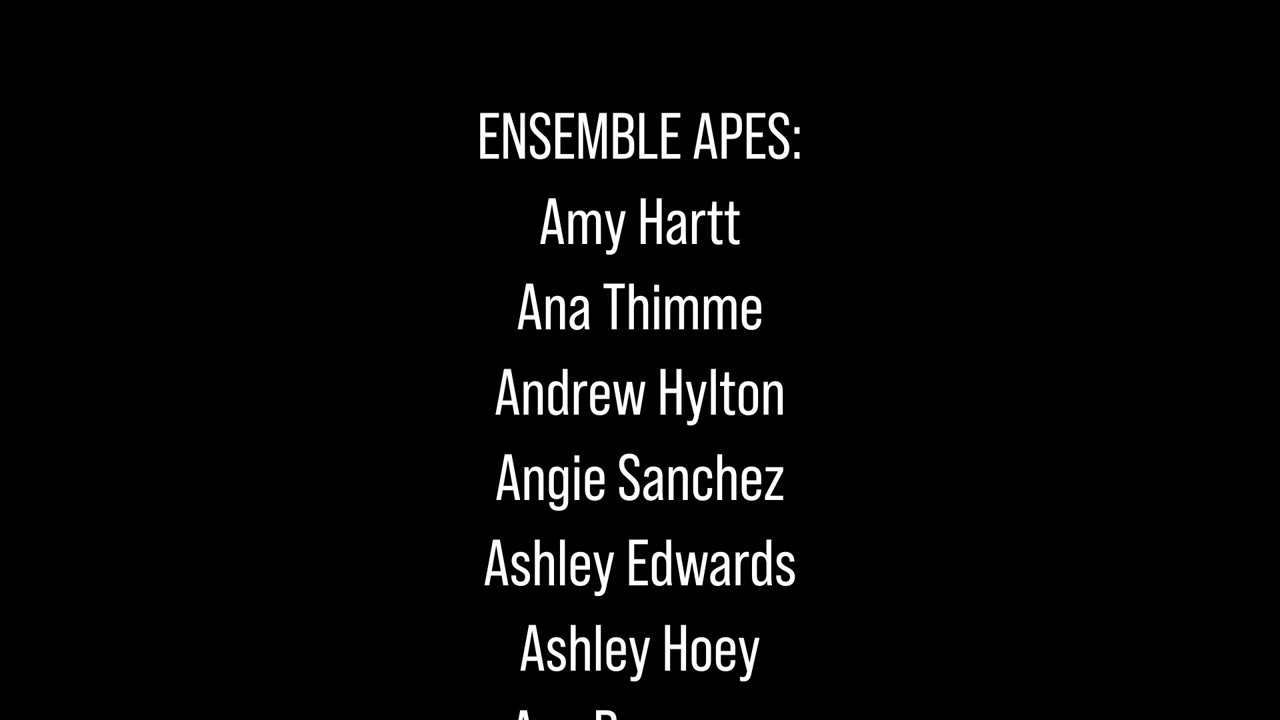 ENSEMBLE APES:
Amy Hartt
Ana Thimme
Andrew Hylton
Angie Sanchez
Ashley Edwards
Ashley Hoey